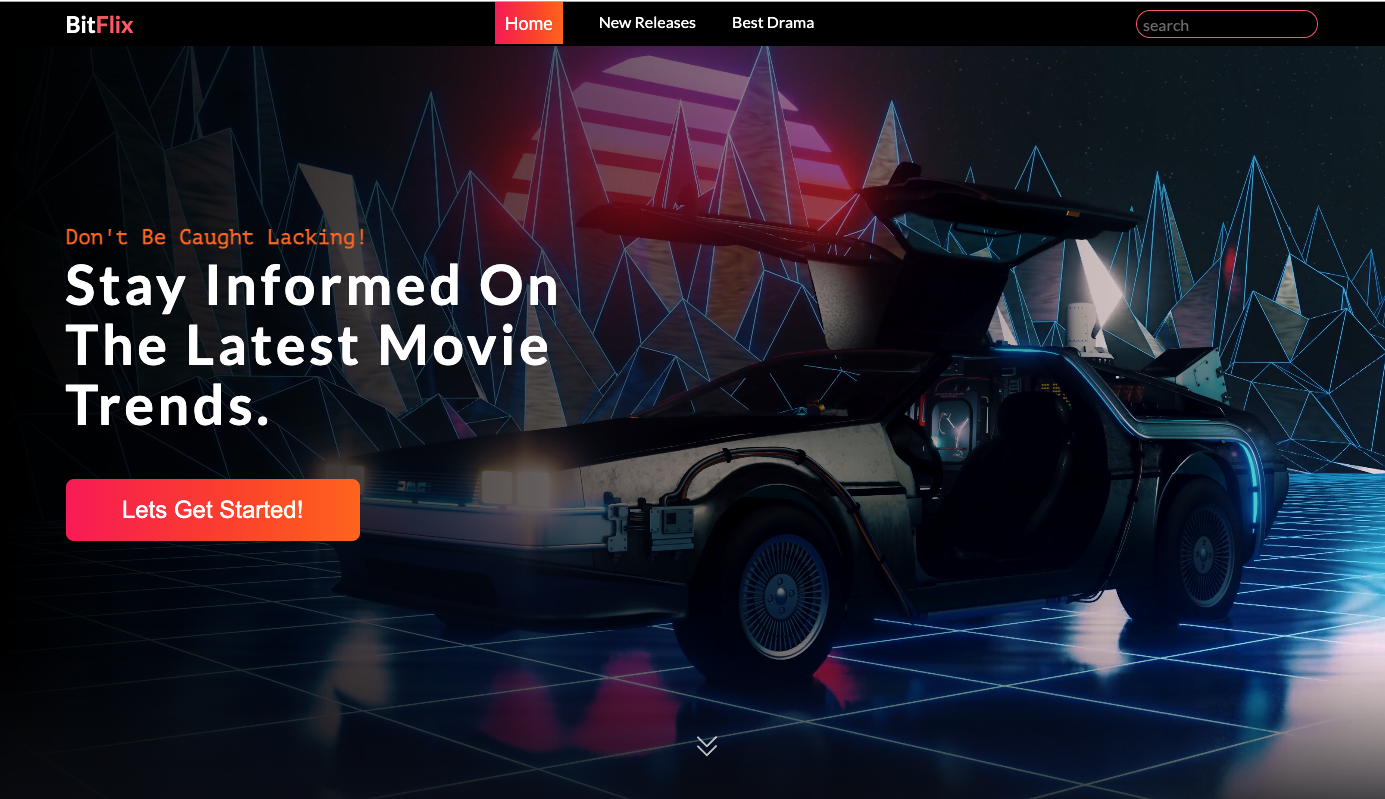 BitFlix
Home
New Releases
Best Drama
search
Don't Be Caught Lacking!
Stay Informed On
The Latest Movie
Trends.
Lets Get Started!
DMC